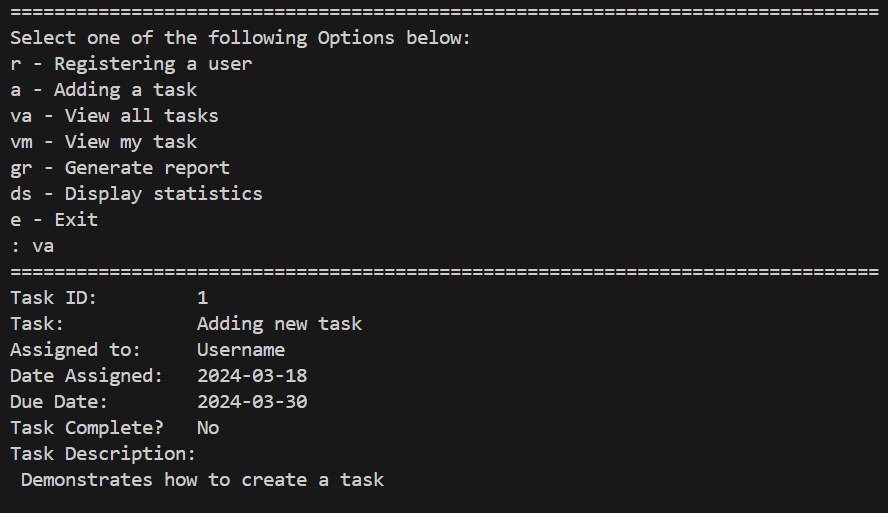 ===============================================================================
Select one of the following Options below:
r - Registering a user
a - Adding a task
va - View all tasks
vm - View my task
gr - Generate report
ds - Display statistics
e - Exit
: va
===============================================================================
Task ID:         1
Task:            Adding new task
Assigned to:     Username
Date Assigned:   2024-03-18
Due Date:        2024-03-30
Task Complete?   No
Task Description:
 Demonstrates how to create a task